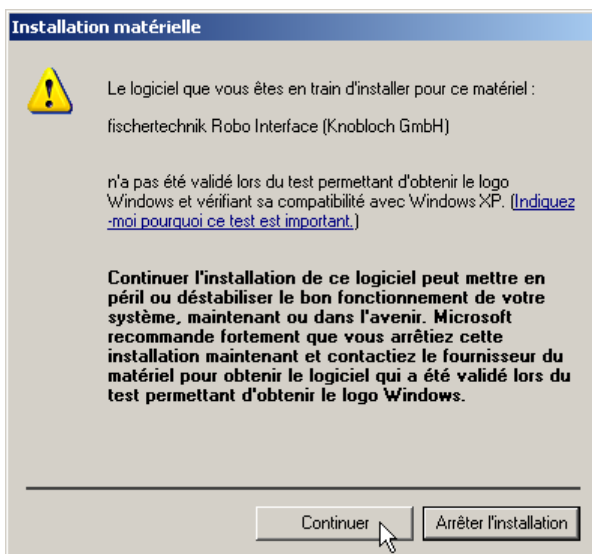 Installation matérielle
Le logiciel que vous êtes en train d'installer pour ce matériel :
fischertechnik Robo Interface (Knobloch GmbH)
n'a pas été validé lors du test permettant d'obtenir le logo
Windows et vérifiant sa compatibilité avec Windows XP. (Indiquez
-moi pourquoi ce test est important.)
Continuer l'installation de ce logiciel peut mettre en
péril ou déstabiliser le bon fonctionnement de votre
système, maintenant ou dans l'avenir. Microsoft
recommande fortement que vous arrêtiez cette
installation maintenant et contactiez le fournisseur du
matériel pour obtenir le logiciel qui a été validé lors du
test permettant d'obtenir le logo Windows.
Continuer Arrêter l'installation